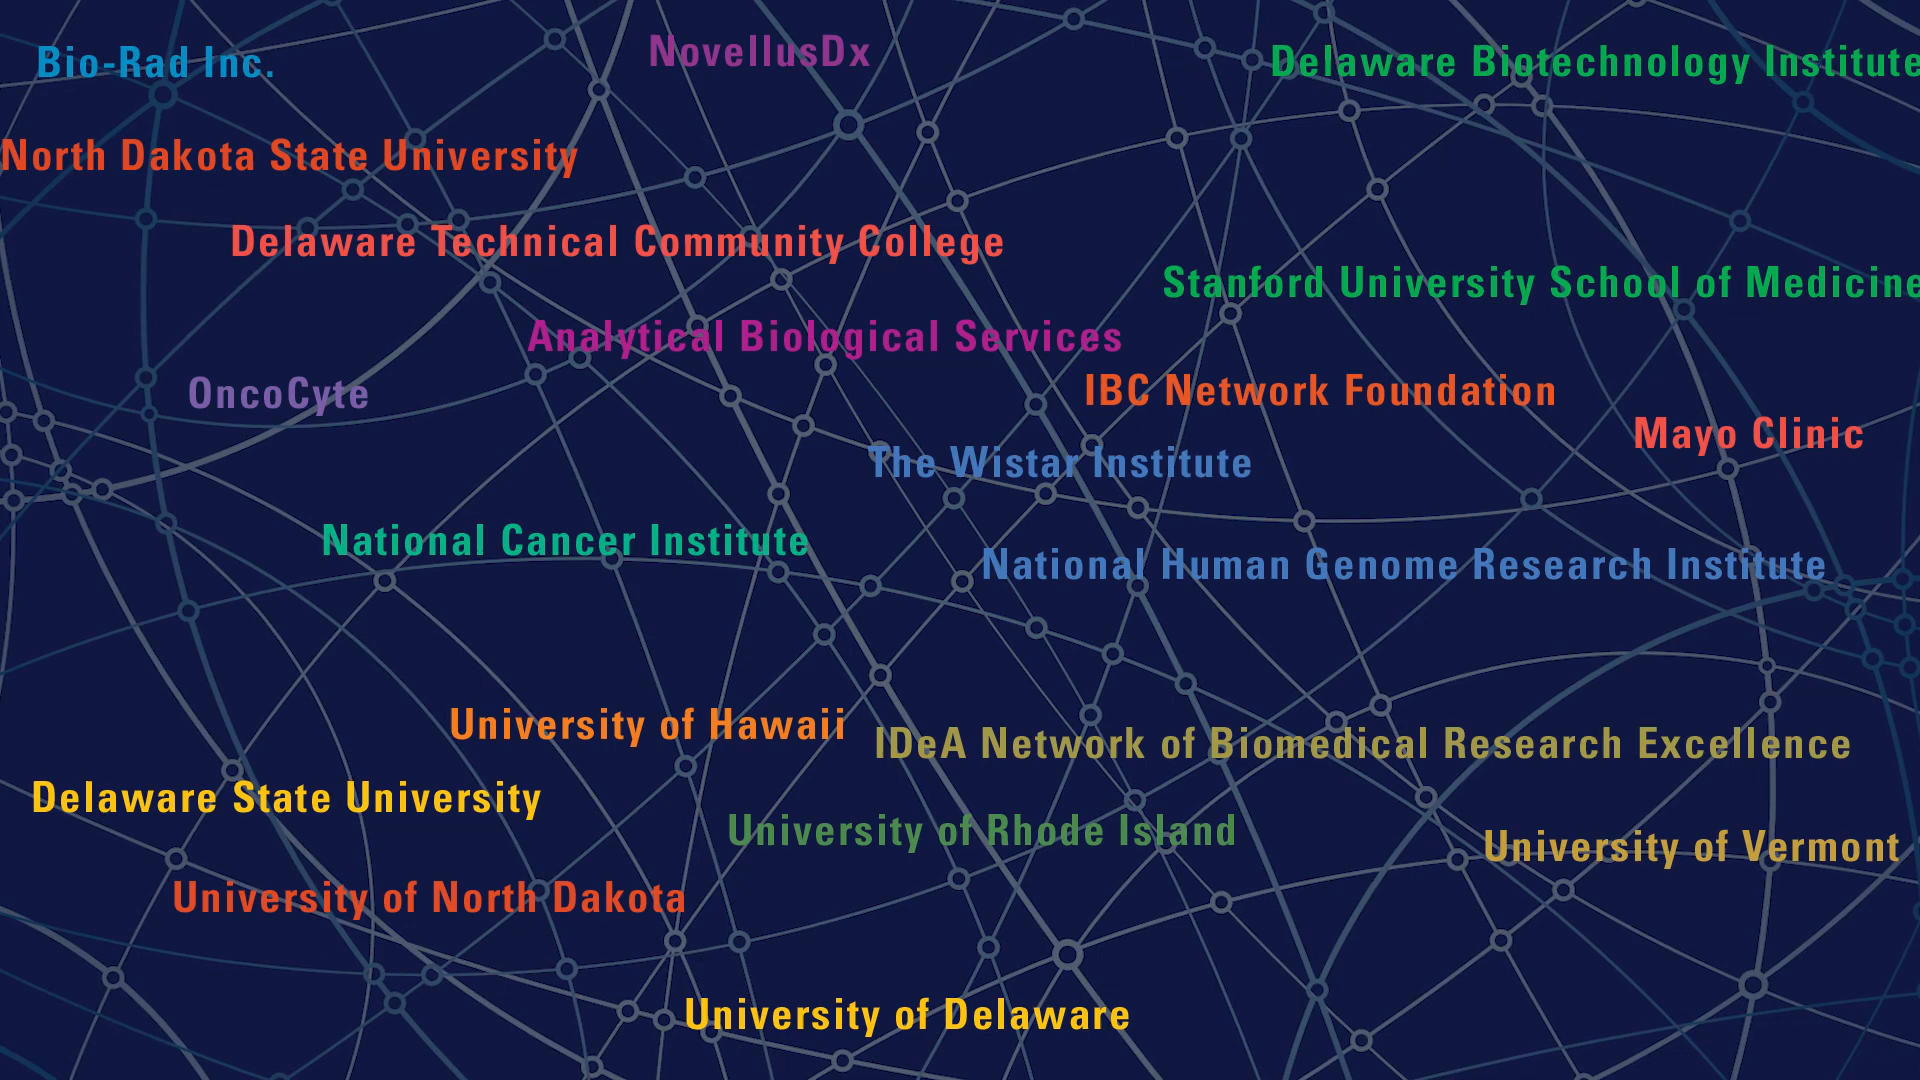 Bio-Rad Inc.
NovellusDx
Delaware Biotechnology Institute
North Dakota State University
Delaware Technical Community College
Stanford University School of Medicine
Analytical Biological Services
OncoCyte
IBC Network Foundation
Mayo Clinic
The Wistar Institute
National Cancer Institute
National Human Genome Research Institute
University of Hawaii
IDeA Network of Biomedical Research Excellence
Delaware State University
University of Rhode Island
University of Vermont
University of North Dakota
University of Delaware